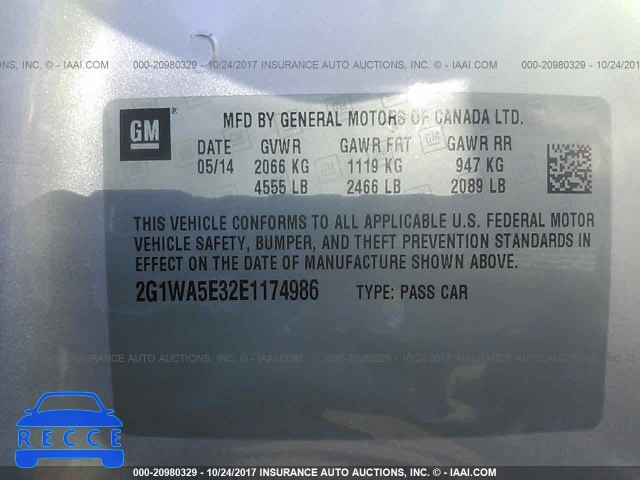 000-20980329 - 10/24/2017 INSURANCE AUTO AUCTIONS - © IAAI.COM
GM ®
MFD BY GENERAL MOTORS OF CANADA LTD.
DATE GVWR GAWR FRT GAWR RR
05/14 2066 KG 1119 KG 947 KG
4555 LB 2466 LB 2089 LB
THIS VEHICLE CONFORMS TO ALL APPLICABLE U.S. FEDERAL MOTOR
VEHICLE SAFETY, BUMPER, AND THEFT PREVENTION STANDARDS IN
EFFECT ON THE DATE OF MANUFACTURE SHOWN ABOVE.
2G1WA5E32E1174986 TYPE: PASS CAR
000-20980329 - 10/24/2017 INSURANCE AUTO AUCTIONS - © IAAI.COM
RECCE
000-20980329 - 10/24/2017 INSURANCE AUTO AUCTIONS - © IAAI.COM